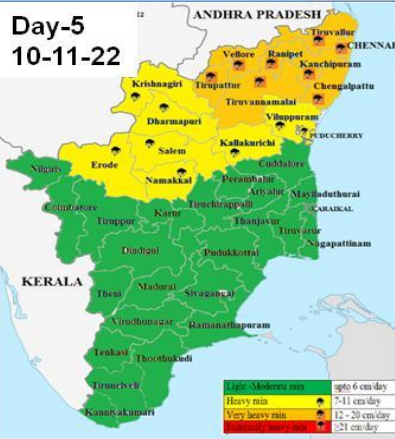 Day-5
10-11-22
ANDHRA PRADESH
Tiruvallur
CHENNAI
Vellore
Ranipet
Kanchipuram
Krishnagiri
Tirupattur
Chengalpattu
Tiruvannamalai
Dharmapuri
Viluppuram
PUDUCHERRY
Erode
Salem
Kallakurichi
Nilgiris
Cuddalore
Namakkal
Perambalur
Ariyalur
Mayiladuthurai
Coimbatore
Tiruchirappalli
KARAIKAL
Karur
Tiruppur
Thanjavur
Tiruvarur
Nagapattinam
Dindigul
Pudukkottai
KERALA
Theni
Madurai
Sivagangai
Virudhunagar
Ramanathapuram
Tenkasi
Thoothukudi
Tirunelveli
Kanniyakumari
Light -Moderate rain upto 6 cm/day
Heavy rain 7-11 cm/day
Very heavy rain 12 - 20 cm/day
Extremely heavy rain ≥21 cm/day